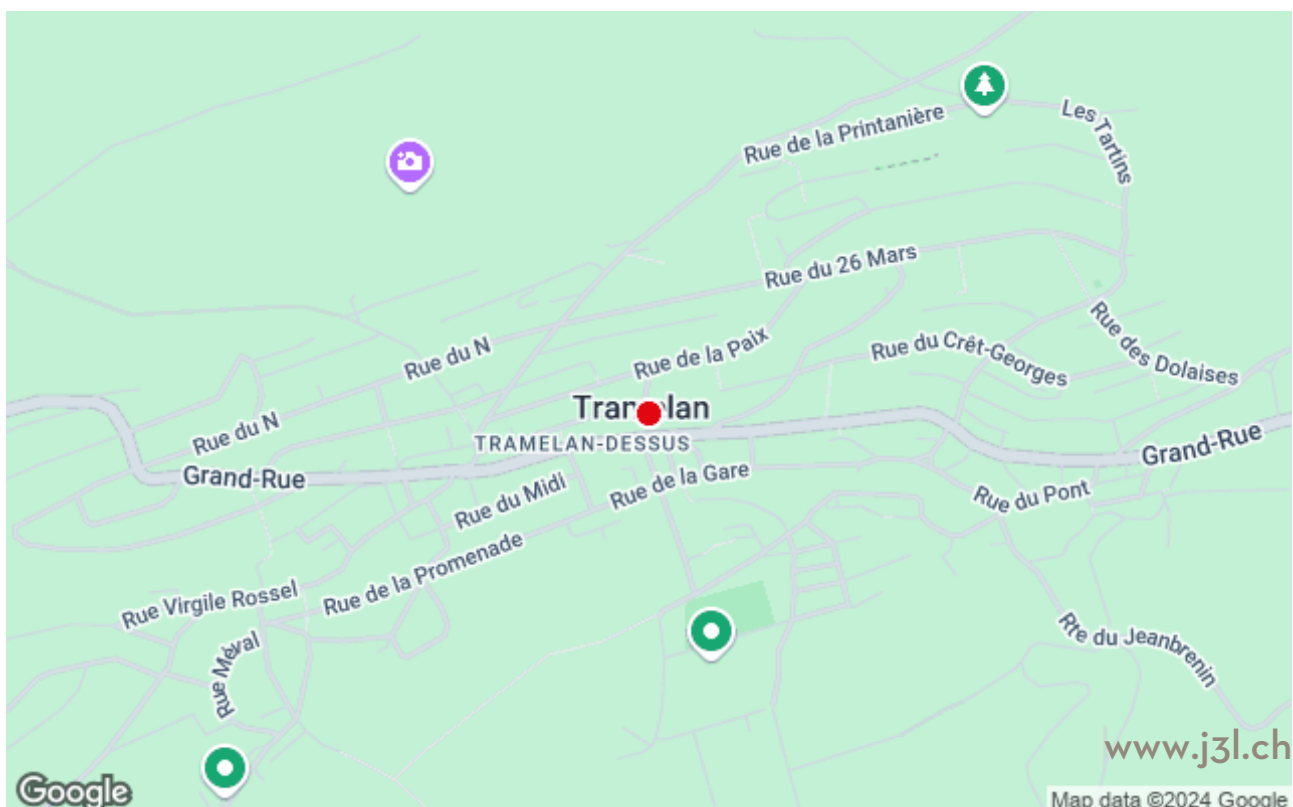 Rue de la Printanière
Les Tartins
Rue du 26 Mars
Rue du N
Rue de la Paix
Rue du Crêt-Georges
Rue des Dolaises
Tramelan
TRAMELAN-DESSUS
Rue du N
Grand-Rue
Grand-Rue
Rue du Midi
Rue de la Gare
Rue du Pont
Rue de la Promenade
Rue Virgile Rossel
Rue Méval
Rte du Jeanbrenin
www.j3l.ch
Google
Map data ©2024 Google